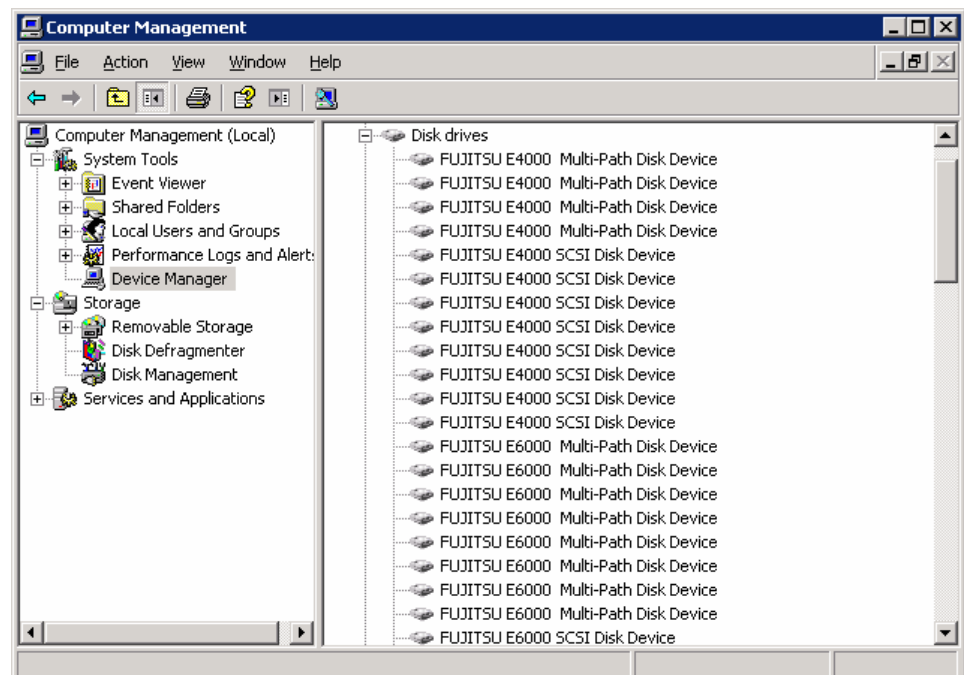 Computer Management
File Action View Window Help
Computer Management (Local)
System Tools
Event Viewer
Shared Folders
Local Users and Groups
Performance Logs and Alert
Device Manager
Storage
Removable Storage
Disk Defragmenter
Disk Management
Services and Applications
Disk drives
FUJITSU E4000 Multi-Path Disk Device
FUJITSU E4000 Multi-Path Disk Device
FUJITSU E4000 Multi-Path Disk Device
FUJITSU E4000 Multi-Path Disk Device
FUJITSU E4000 SCSI Disk Device
FUJITSU E4000 SCSI Disk Device
FUJITSU E4000 SCSI Disk Device
FUJITSU E4000 SCSI Disk Device
FUJITSU E4000 SCSI Disk Device
FUJITSU E4000 SCSI Disk Device
FUJITSU E4000 SCSI Disk Device
FUJITSU E4000 SCSI Disk Device
FUJITSU E6000 Multi-Path Disk Device
FUJITSU E6000 Multi-Path Disk Device
FUJITSU E6000 Multi-Path Disk Device
FUJITSU E6000 Multi-Path Disk Device
FUJITSU E6000 Multi-Path Disk Device
FUJITSU E6000 Multi-Path Disk Device
FUJITSU E6000 Multi-Path Disk Device
FUJITSU E6000 Multi-Path Disk Device
FUJITSU E6000 SCSI Disk Device